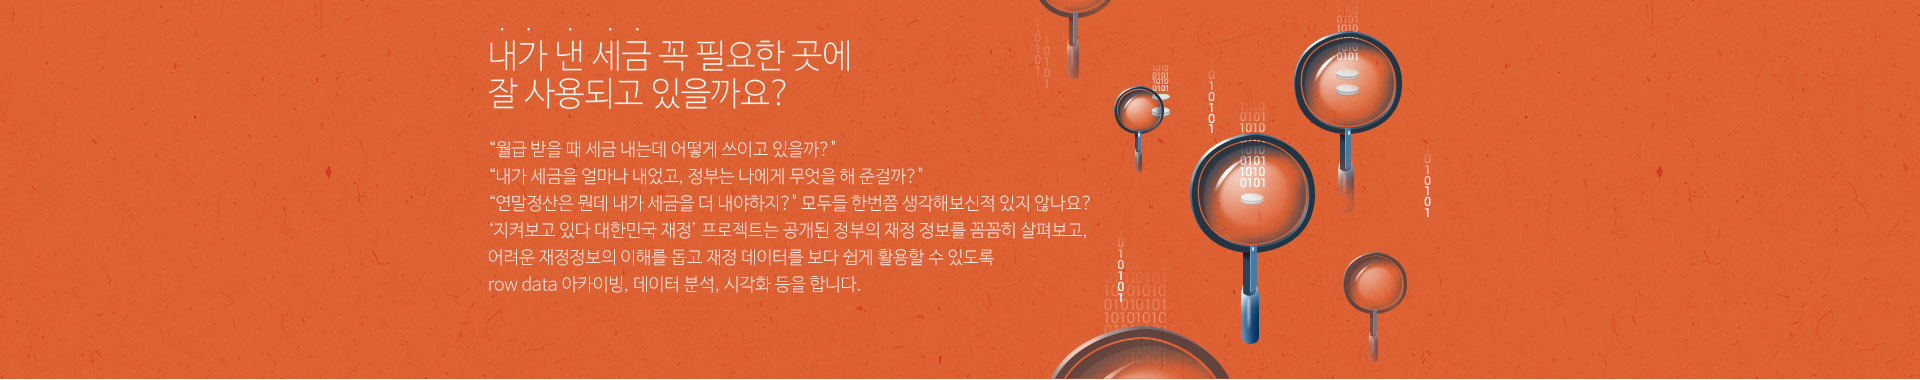 내가 낸 세금 꼭 필요한 곳에
잘 사용되고 있을까요?
“월급 받을 때 세금 내는데 어떻게 쓰이고 있을까?"
“내가 세금을 얼마나 내었고, 정부는 나에게 무엇을 해 준걸까?"
“연말정산은 뭔데 내가 세금을 더 내야하지?" 모두들 한번쯤 생각해보신적 있지 않나요?
‘지켜보고 있다 대한민국 재정’ 프로젝트는 공개된 정부의 재정 정보를 꼼꼼히 살펴보고,
어려운 재정정보의 이해를 돕고 재정 데이터를 보다 쉽게 활용할 수 있도록
row data 아카이빙, 데이터 분석, 시각화 등을 합니다.